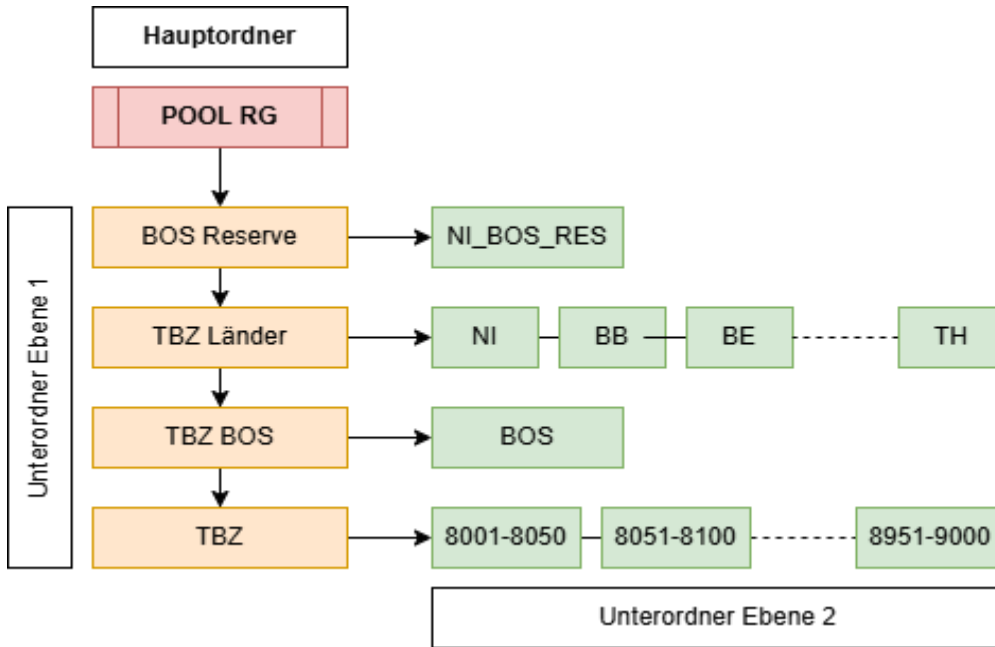 Hauptordner
POOL RG
Unterordner Ebene 1
BOS Reserve
NI_BOS_RES
TBZ Länder
NI
BB
BE
TH
TBZ BOS
BOS
TBZ
8001-8050
8051-8100
8951-9000
Unterordner Ebene 2